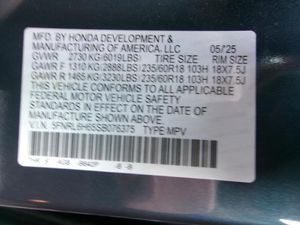 MFD. BY HONDA DEVELOPMENT &
MANUFACTURING OF AMERICA, LLC 05/25
GVWR 2730 KG (6019LBS) TIRE SIZE RIM SIZE
GAWR F 1310 KG (2888LBS) 235/60R18 103H 18X7.5J
GAWR R 1465 KG (3230LBS) 235/60R18 103H 18X7.5J
THIS VEHICLE CONFORMS TO ALL APPLICABLE
FEDERAL MOTOR VEHICLE SAFETY STANDARDS
IN EFFECT ON THE DATE OF
MANUFACTURE SHOWN ABOVE.
V.I.N. 5FNRL6H65SB076375 TYPE MPV